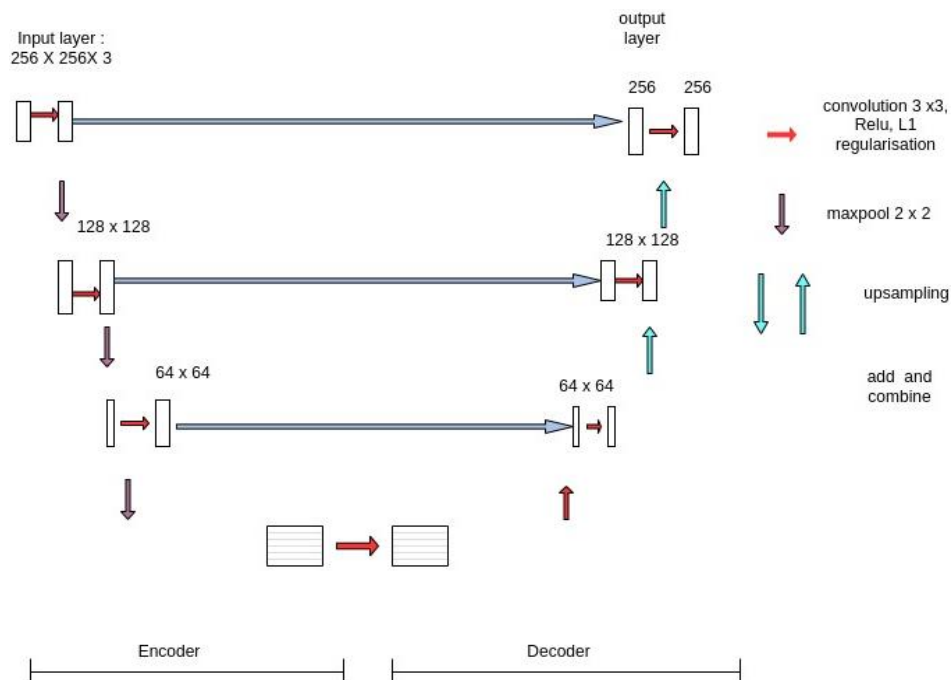 Input layer :
256 X 256X 3
output
layer
256
256
convolution 3 x3,
Relu, L1
regularisation
128 x 128
128 x 128
maxpool 2 x 2
upsampling
64 x 64
64 x 64
add and
combine
Encoder
Decoder